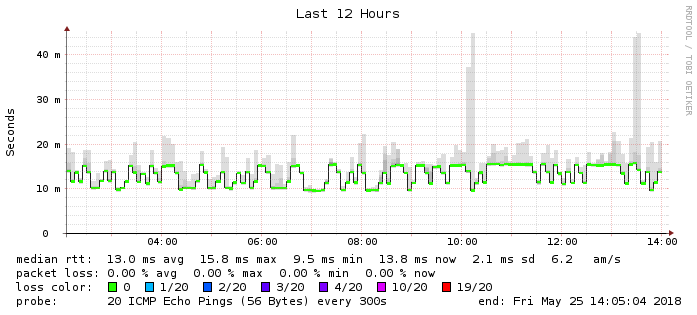 Last 12 Hours
RRDTOOL / TOBI OETIKER
Seconds
40 m
30 m
20 m
10 m
0
04:00 06:00 08:00 10:00 12:00 14:00
median rtt: 13.0 ms avg 15.8 ms max 9.5 ms min 13.8 ms now 2.1 ms sd 6.2 am/s
packet loss: 0.00 % avg 0.00 % max 0.00 % min 0.00 % now
loss color: 0 1/20 2/20 3/20 4/20 10/20 19/20
probe: 20 ICMP Echo Pings (56 Bytes) every 300s end: Fri May 25 14:05:04 2018